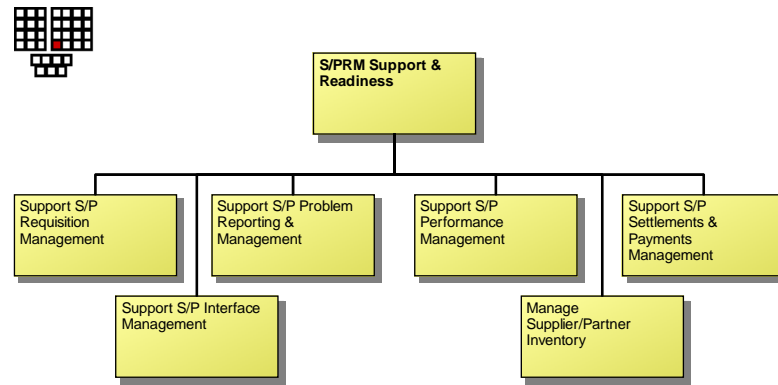 S/PRM Support &
Readiness
Support S/P
Requisition
Management
Support S/P Problem
Reporting &
Management
Support S/P
Performance
Management
Support S/P
Settlements &
Payments
Management
Support S/P Interface
Management
Manage
Supplier/Partner
Inventory